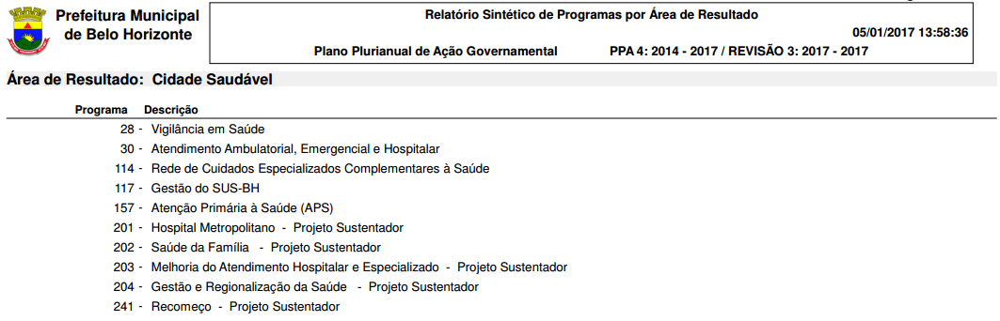 Prefeitura Municipal
de Belo Horizonte
Relatório Sintético de Programas por Área de Resultado
05/01/2017 13:58:36
Plano Plurianual de Ação Governamental PPA 4: 2014 - 2017 / REVISÃO 3: 2017 - 2017
Área de Resultado: Cidade Saudável
Programa Descrição
28 - Vigilância em Saúde
30 - Atendimento Ambulatorial, Emergencial e Hospitalar
114 - Rede de Cuidados Especializados Complementares à Saúde
117 - Gestão do SUS-BH
157 - Atenção Primária à Saúde (APS)
201 - Hospital Metropolitano - Projeto Sustentador
202 - Saúde da Família - Projeto Sustentador
203 - Melhoria do Atendimento Hospitalar e Especializado - Projeto Sustentador
204 - Gestão e Regionalização da Saúde - Projeto Sustentador
241 - Recomeço - Projeto Sustentador